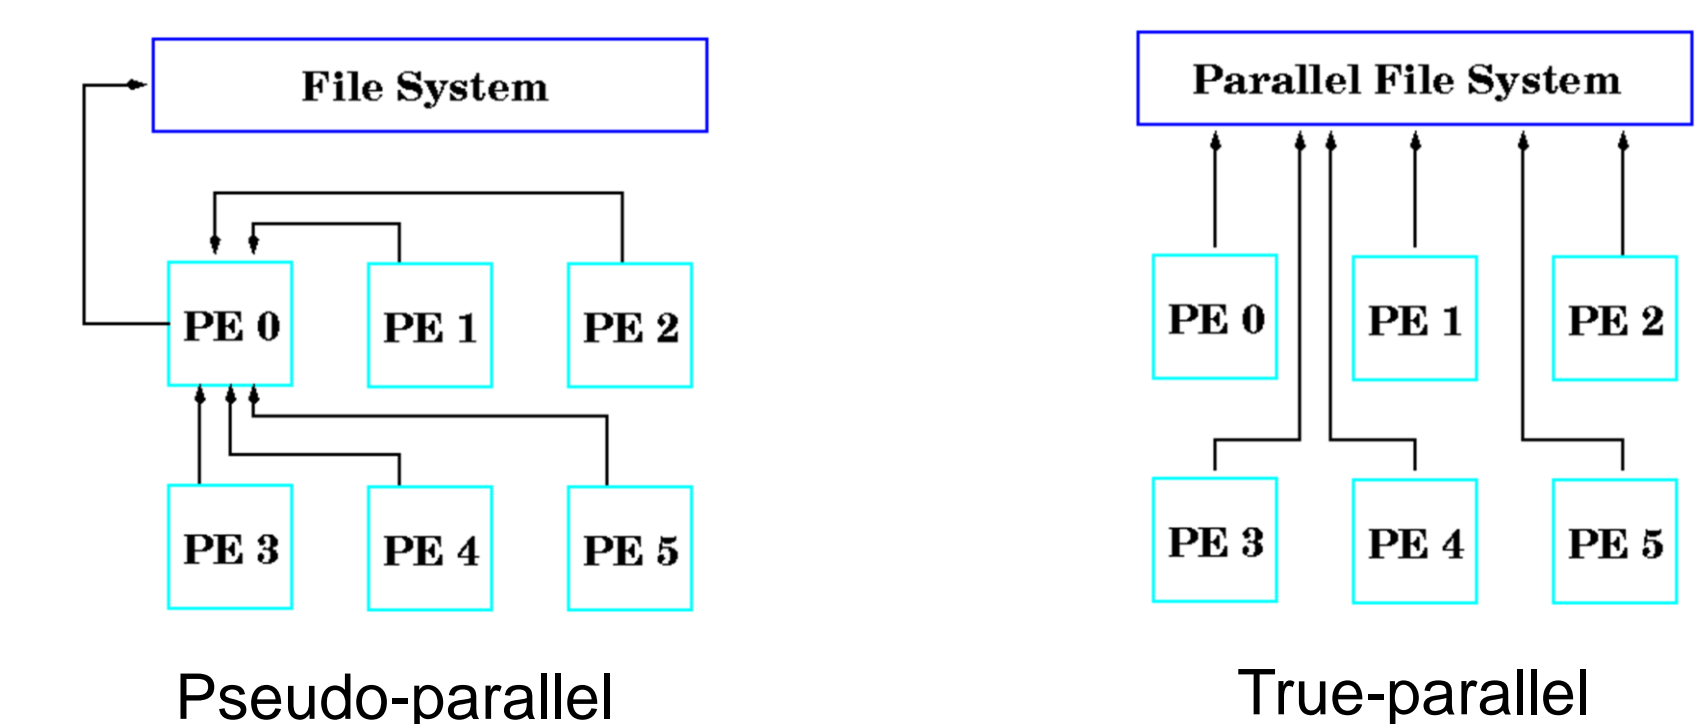 File System
PE 0
PE 1
PE 2
PE 3
PE 4
PE 5
Pseudo-parallel
Parallel File System
PE 0
PE 1
PE 2
PE 3
PE 4
PE 5
True-parallel